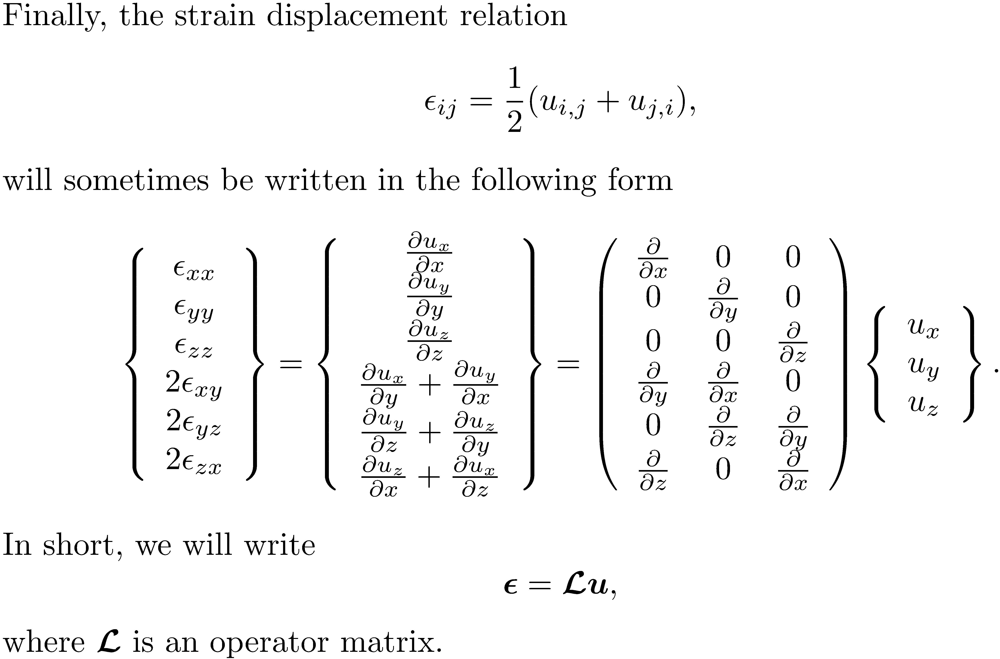 Finally, the strain displacement relation
$$\epsilon_{ij} = \frac{1}{2}(u_{i,j} + u_{j,i}),$$
will sometimes be written in the following form
$$\left\{ \begin{array}{c} \epsilon_{xx} \\ \epsilon_{yy} \\ \epsilon_{zz} \\ 2\epsilon_{xy} \\ 2\epsilon_{yz} \\ 2\epsilon_{zx} \end{array} \right\} = \left\{ \begin{array}{c} \frac{\partial u_x}{\partial x} \\ \frac{\partial u_y}{\partial y} \\ \frac{\partial u_z}{\partial z} \\ \frac{\partial u_x}{\partial y} + \frac{\partial u_y}{\partial x} \\ \frac{\partial u_y}{\partial z} + \frac{\partial u_z}{\partial y} \\ \frac{\partial u_z}{\partial x} + \frac{\partial u_x}{\partial z} \end{array} \right\} = \left( \begin{array}{ccc} \frac{\partial}{\partial x} & 0 & 0 \\ 0 & \frac{\partial}{\partial y} & 0 \\ 0 & 0 & \frac{\partial}{\partial z} \\ \frac{\partial}{\partial y} & \frac{\partial}{\partial x} & 0 \\ 0 & \frac{\partial}{\partial z} & \frac{\partial}{\partial y} \\ \frac{\partial}{\partial z} & 0 & \frac{\partial}{\partial x} \end{array} \right) \left\{ \begin{array}{c} u_x \\ u_y \\ u_z \end{array} \right\}.$$
In short, we will write
$$\boldsymbol{\epsilon} = \boldsymbol{\mathcal{L}} \boldsymbol{u},$$
where $\boldsymbol{\mathcal{L}}$ is an operator matrix.